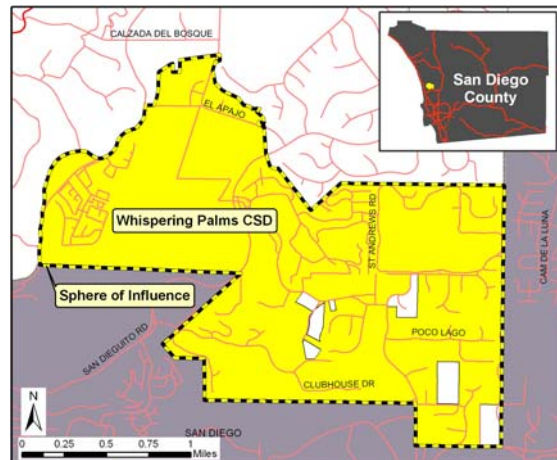 CALZADA DEL BOSQUE
San Diego
County
EL APAJO
Whispering Palms CSD
ST ANDREWS RD
CAM DE LA LUNA
Sphere of Influence
SAN DIEGUITO RD
POCO LAGO
CLUBHOUSE DR
N
SAN DIEGO
0 0.25 0.5 0.75 1
Miles